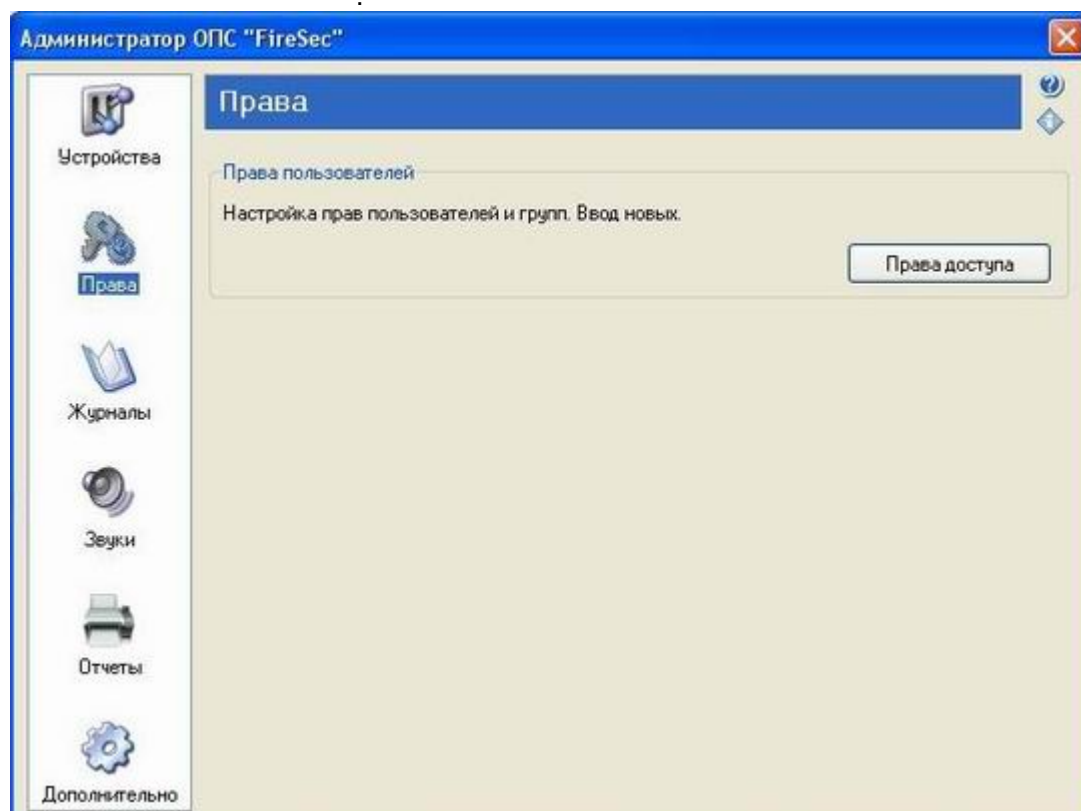 Администратор ОПС "FireSec"
Права
Устройства
Права пользователей
Настройка прав пользователей и групп. Ввод новых.
Права доступа
Права
Журналы
Звуки
Отчеты
Дополнительно